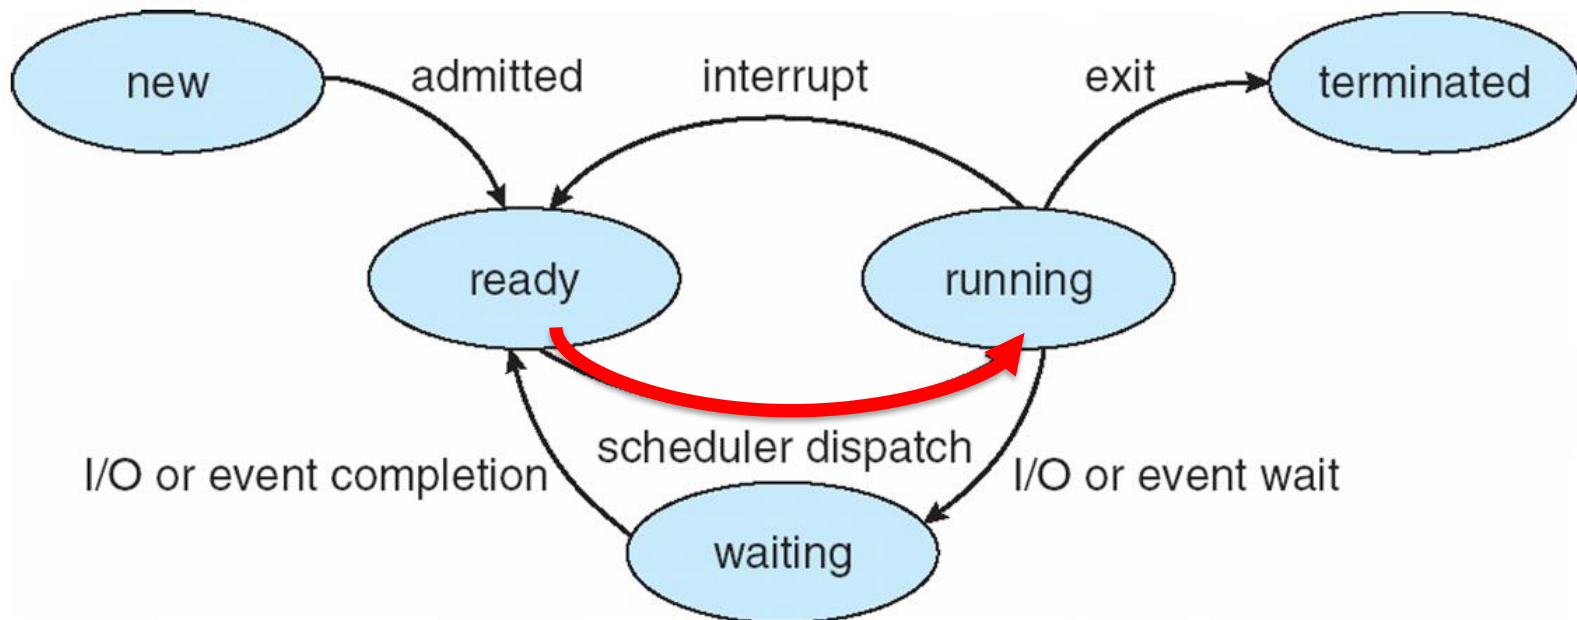 new
admitted
interrupt
exit
terminated
ready
running
scheduler dispatch
I/O or event completion
I/O or event wait
waiting